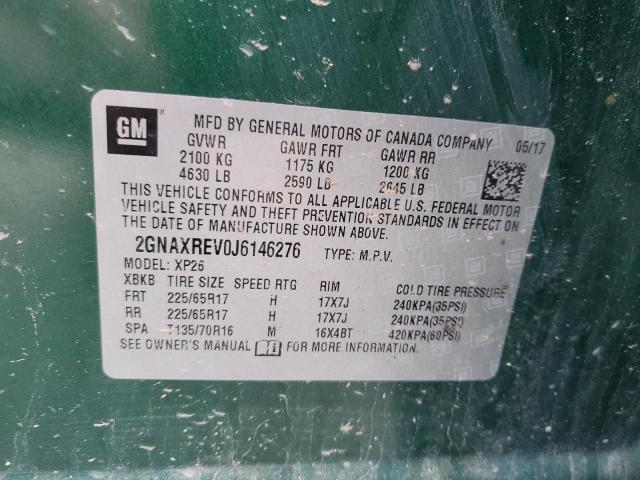 GM ®
MFD BY GENERAL MOTORS OF CANADA COMPANY 05/17
GVWR GAWR FRT GAWR RR
2100 KG 1175 KG 1200 KG
4630 LB 2590 LB 2645 LB
THIS VEHICLE CONFORMS TO ALL APPLICABLE U.S. FEDERAL MOTOR
VEHICLE SAFETY AND THEFT PREVENTION STANDARDS IN EFFECT ON
THE DATE OF MANUFACTURE SHOWN ABOVE.
2GNAXREV0J6146276 TYPE: M.P.V.
MODEL: XP26
XBKB TIRE SIZE SPEED RTG RIM COLD TIRE PRESSURE
FRT 225/65R17 H 17X7J 240KPA(35PSI)
RR 225/65R17 H 17X7J 240KPA(35PSI)
SPA T135/70R16 M 16X4BT 420KPA(60PSI)
SEE OWNER'S MANUAL FOR MORE INFORMATION.